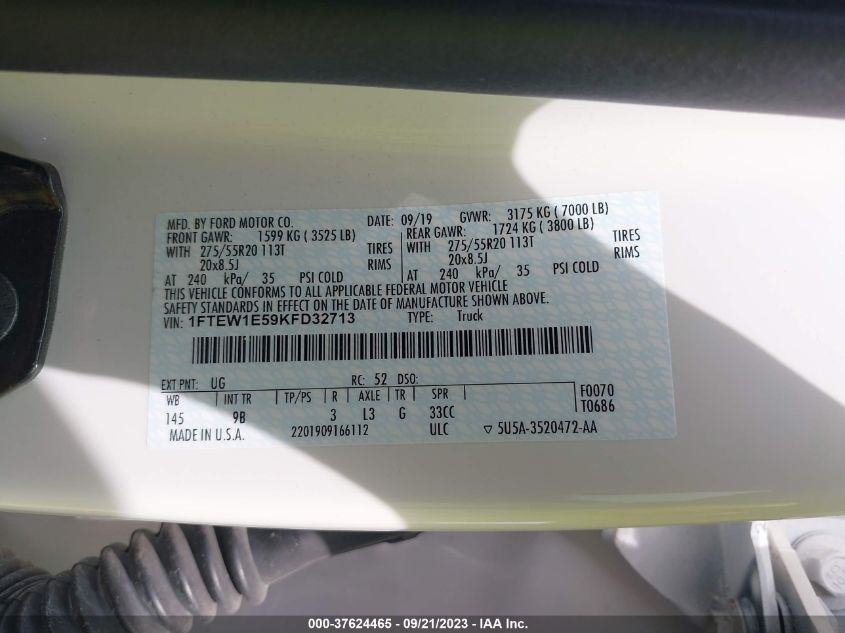 MFD. BY FORD MOTOR CO. DATE: 09/19 GVWR: 3175 KG ( 7000 LB)
FRONT GAWR: 1599 KG ( 3525 LB) REAR GAWR: 1724 KG ( 3800 LB)
WITH 275/55R20 113T TIRES WITH 275/55R20 113T TIRES
20x8.5J RIMS 20x8.5J RIMS
AT 240 kPa/ 35 PSI COLD AT 240 kPa/ 35 PSI COLD
THIS VEHICLE CONFORMS TO ALL APPLICABLE FEDERAL MOTOR VEHICLE
SAFETY STANDARDS IN EFFECT ON THE DATE OF MANUFACTURE SHOWN ABOVE.
VIN: 1FTEW1E59KFD32713 TYPE: Truck
EXT PNT: UG RC: 52 DSO:
WB INT TR TP/PS R AXLE TR SPR F0070
145 9B 3 L3 G 33CC T0686
MADE IN U.S.A. 2201909166112 ULC ▽ 5U5A-3520472-AA
000-37624465 - 09/21/2023 - IAA Inc.